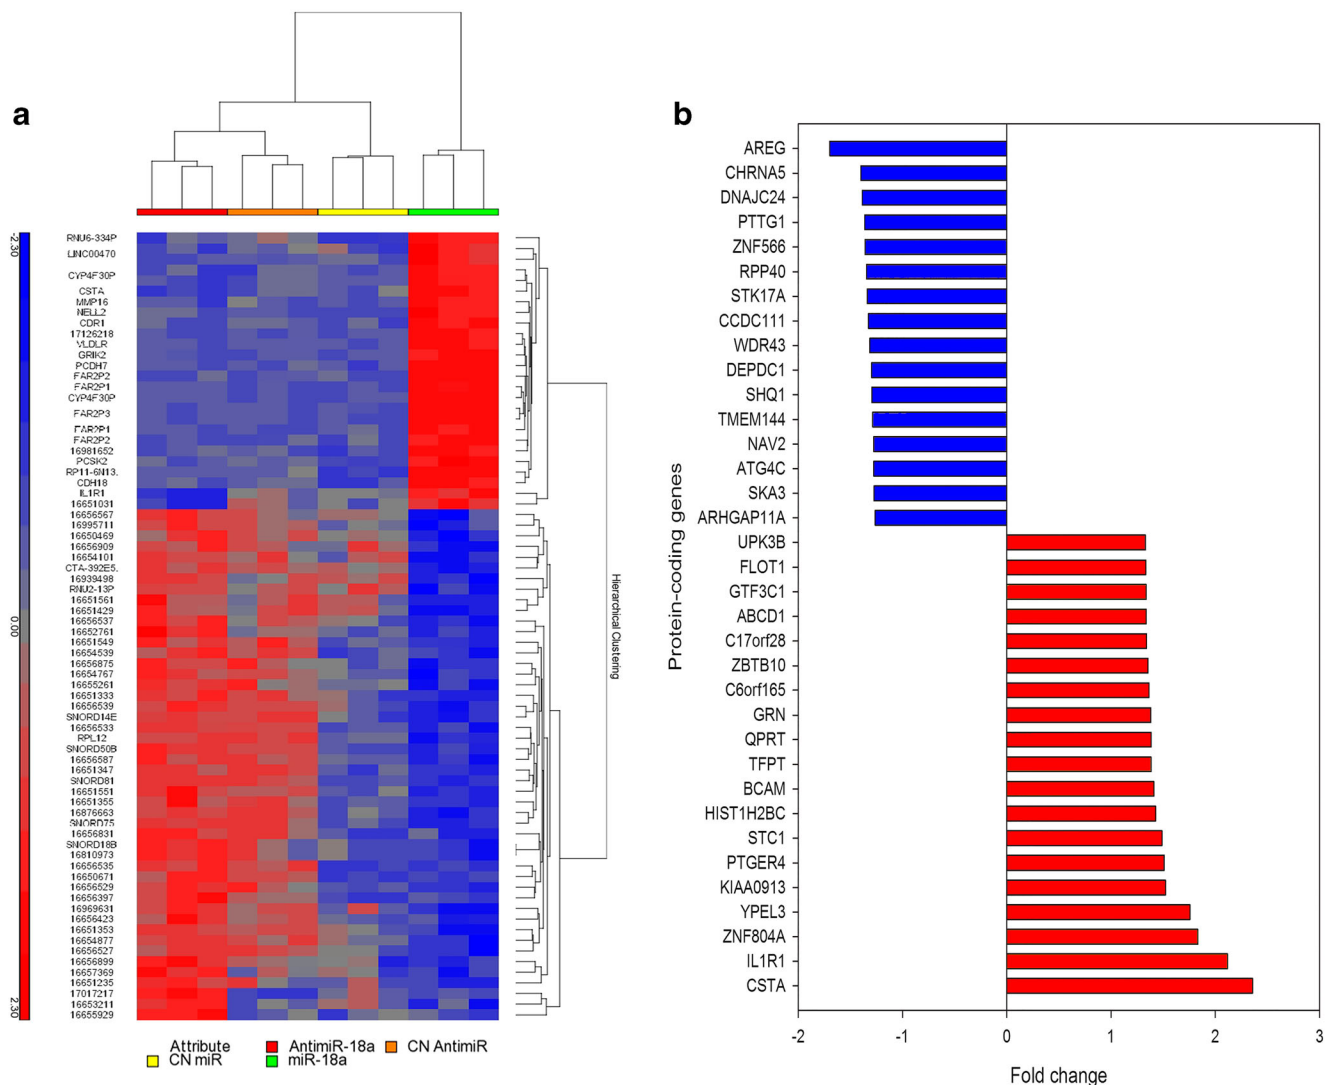 a
-2.30
0.00
2.30
RNU6-334P
LINC00470
CYP4F30P
CSTA
MMP16
NELL2
CDR1
17126218
VLDLR
GRIK2
PCDH7
FAR2P2
FAR2P1
CYP4F30P
FAR2P3
FAR2P1
FAR2P2
16981652
PCSK2
RP11-6N13.
CDH18
IL1R1
16651031
16656567
16995711
16650469
16656909
16654101
CTA-392E5.
16939498
RNU2-13P
16651561
16651429
16656537
16652761
16651549
16654539
16656875
16654767
16655261
16651333
16656539
SNORD14E
16656533
RPL12
SNORD50B
16656587
16651347
SNORD81
16651551
16651355
16876663
SNORD75
16656831
SNORD18B
16810973
16656535
16650671
16656529
16656397
16969631
16656423
16651353
16654877
16656527
16656899
16657369
16651235
17017217
16653211
16655929
Hierarchical Clustering
Attribute
AntimiR-18a
CN AntimiR
CN miR
miR-18a
b
Protein-coding genes
AREG
CHRNA5
DNAJC24
PTTG1
ZNF566
RPP40
STK17A
CCDC111
WDR43
DEPDC1
SHQ1
TMEM144
NAV2
ATG4C
SKA3
ARHGAP11A
UPK3B
FLOT1
GTF3C1
ABCD1
C17orf28
ZBTB10
C6orf165
GRN
QPRT
TFPT
BCAM
HIST1H2BC
STC1
PTGER4
KIAA0913
YPEL3
ZNF804A
IL1R1
CSTA
-2 -1 0 1 2 3
Fold change